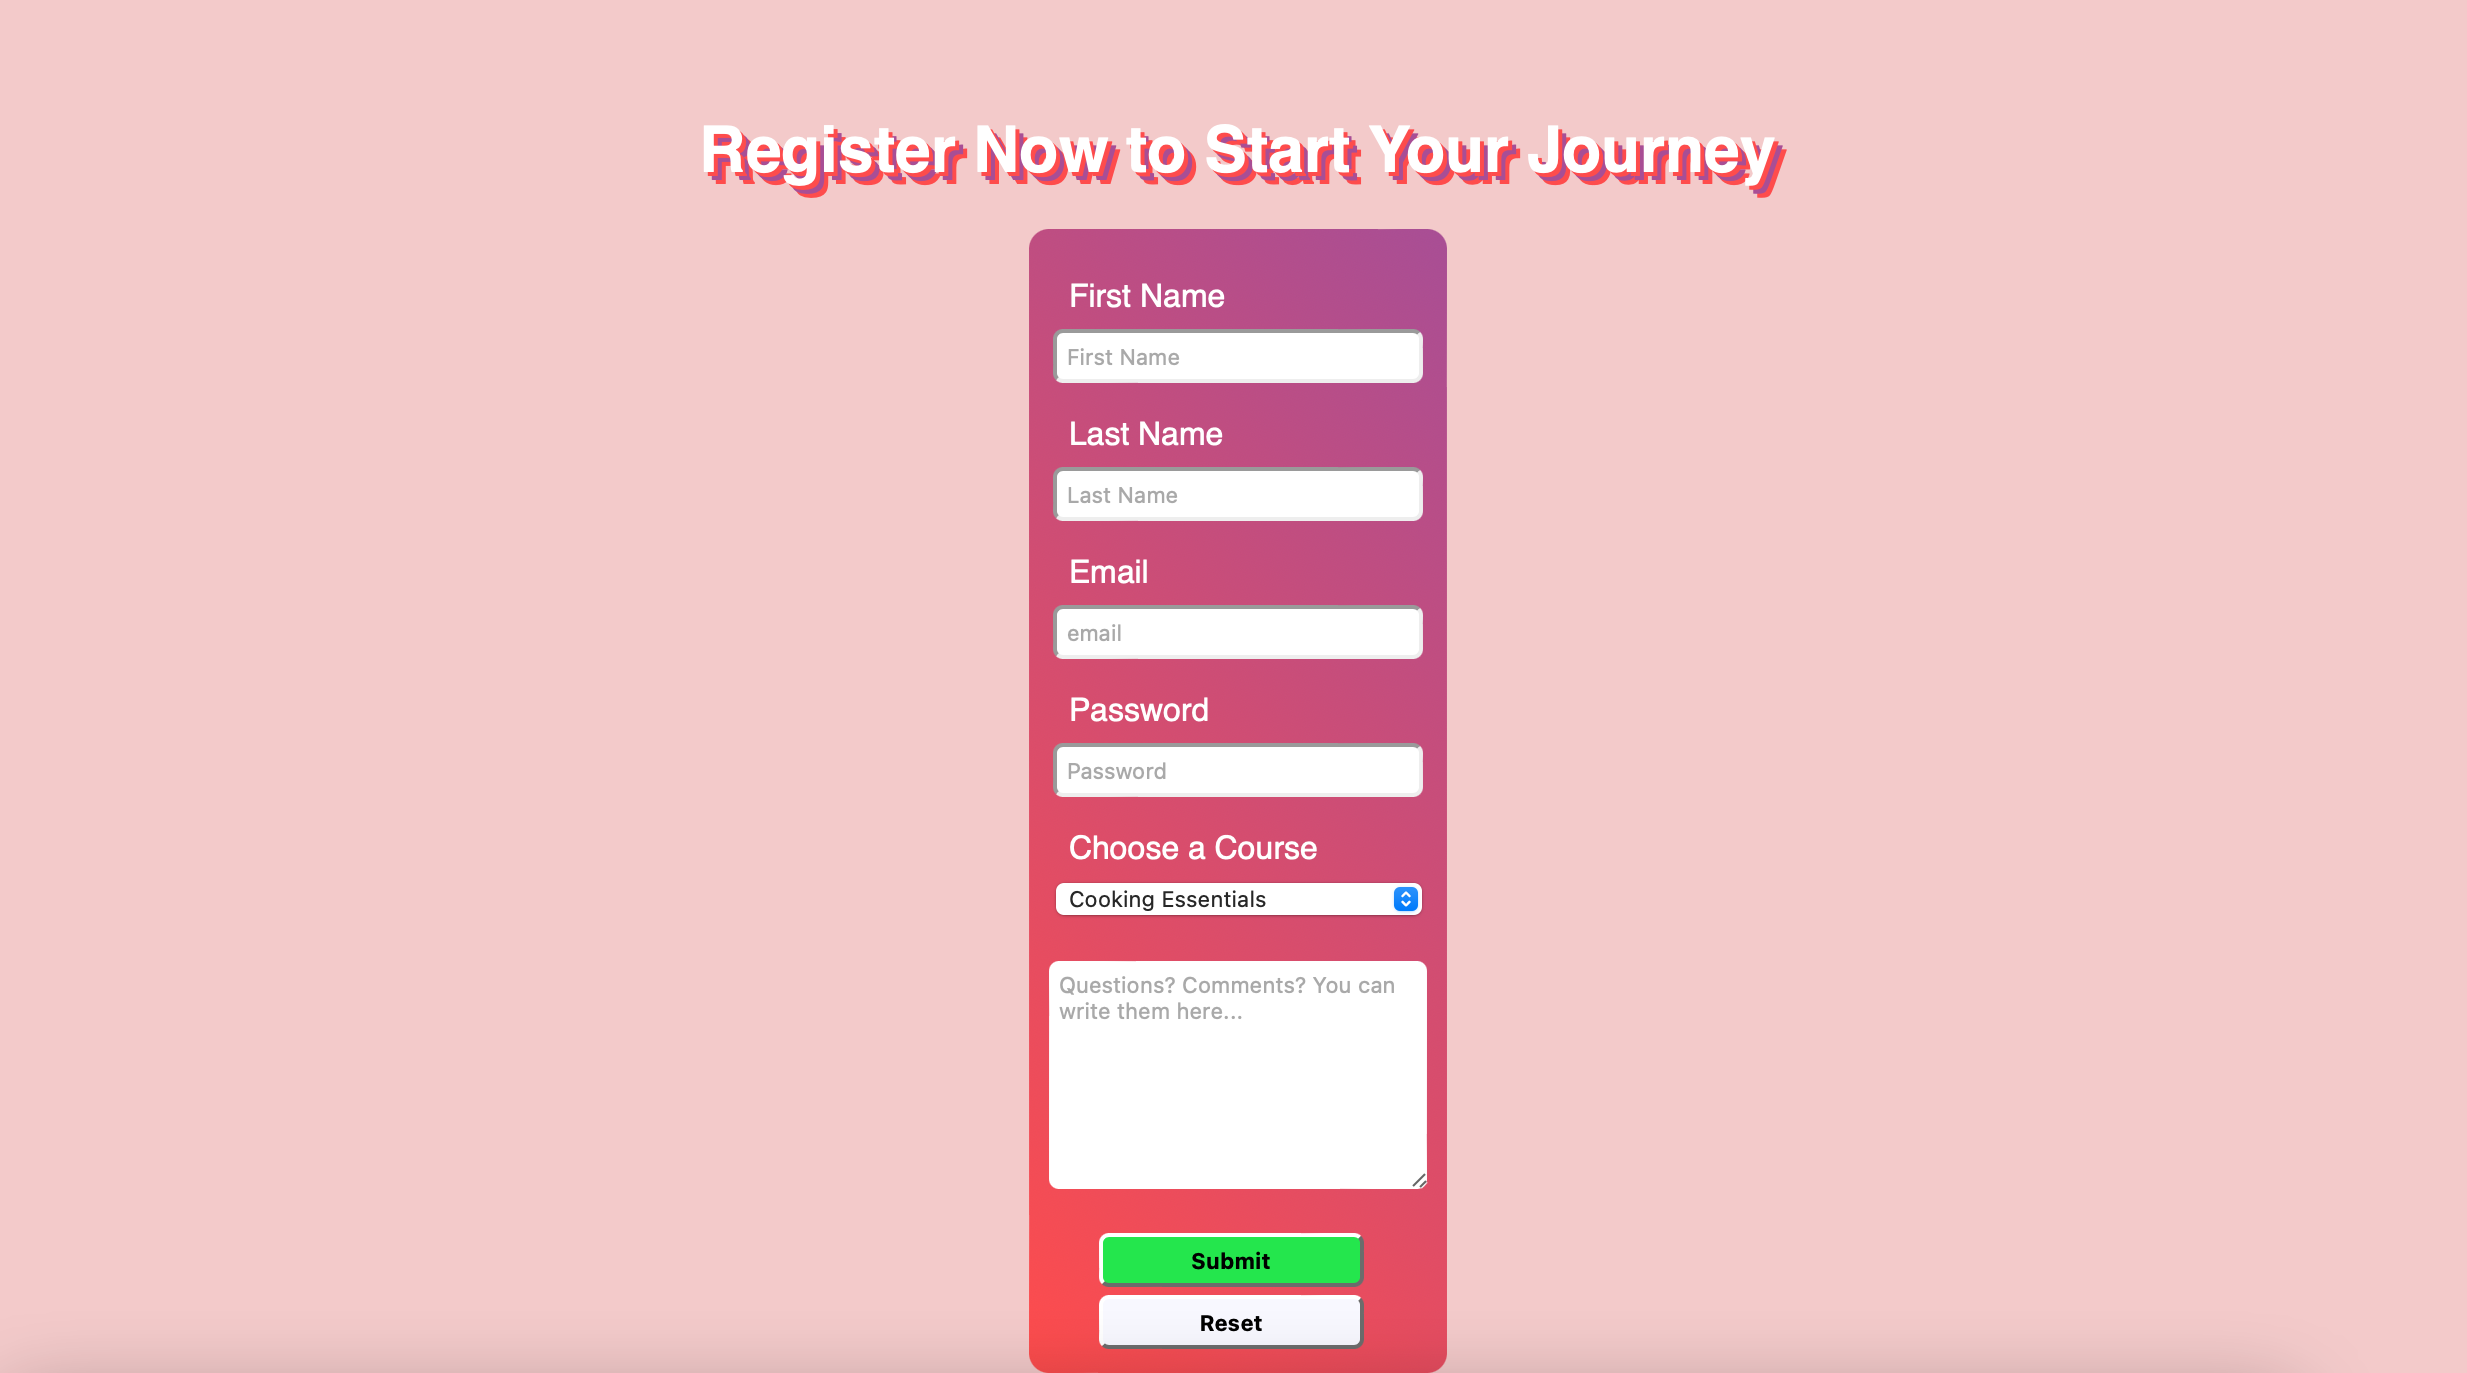 Register Now to Start Your Journey
First Name
First Name
Last Name
Last Name
Email
email
Password
Password
Choose a Course
Cooking Essentials
Questions? Comments? You can
write them here...
Submit
Reset